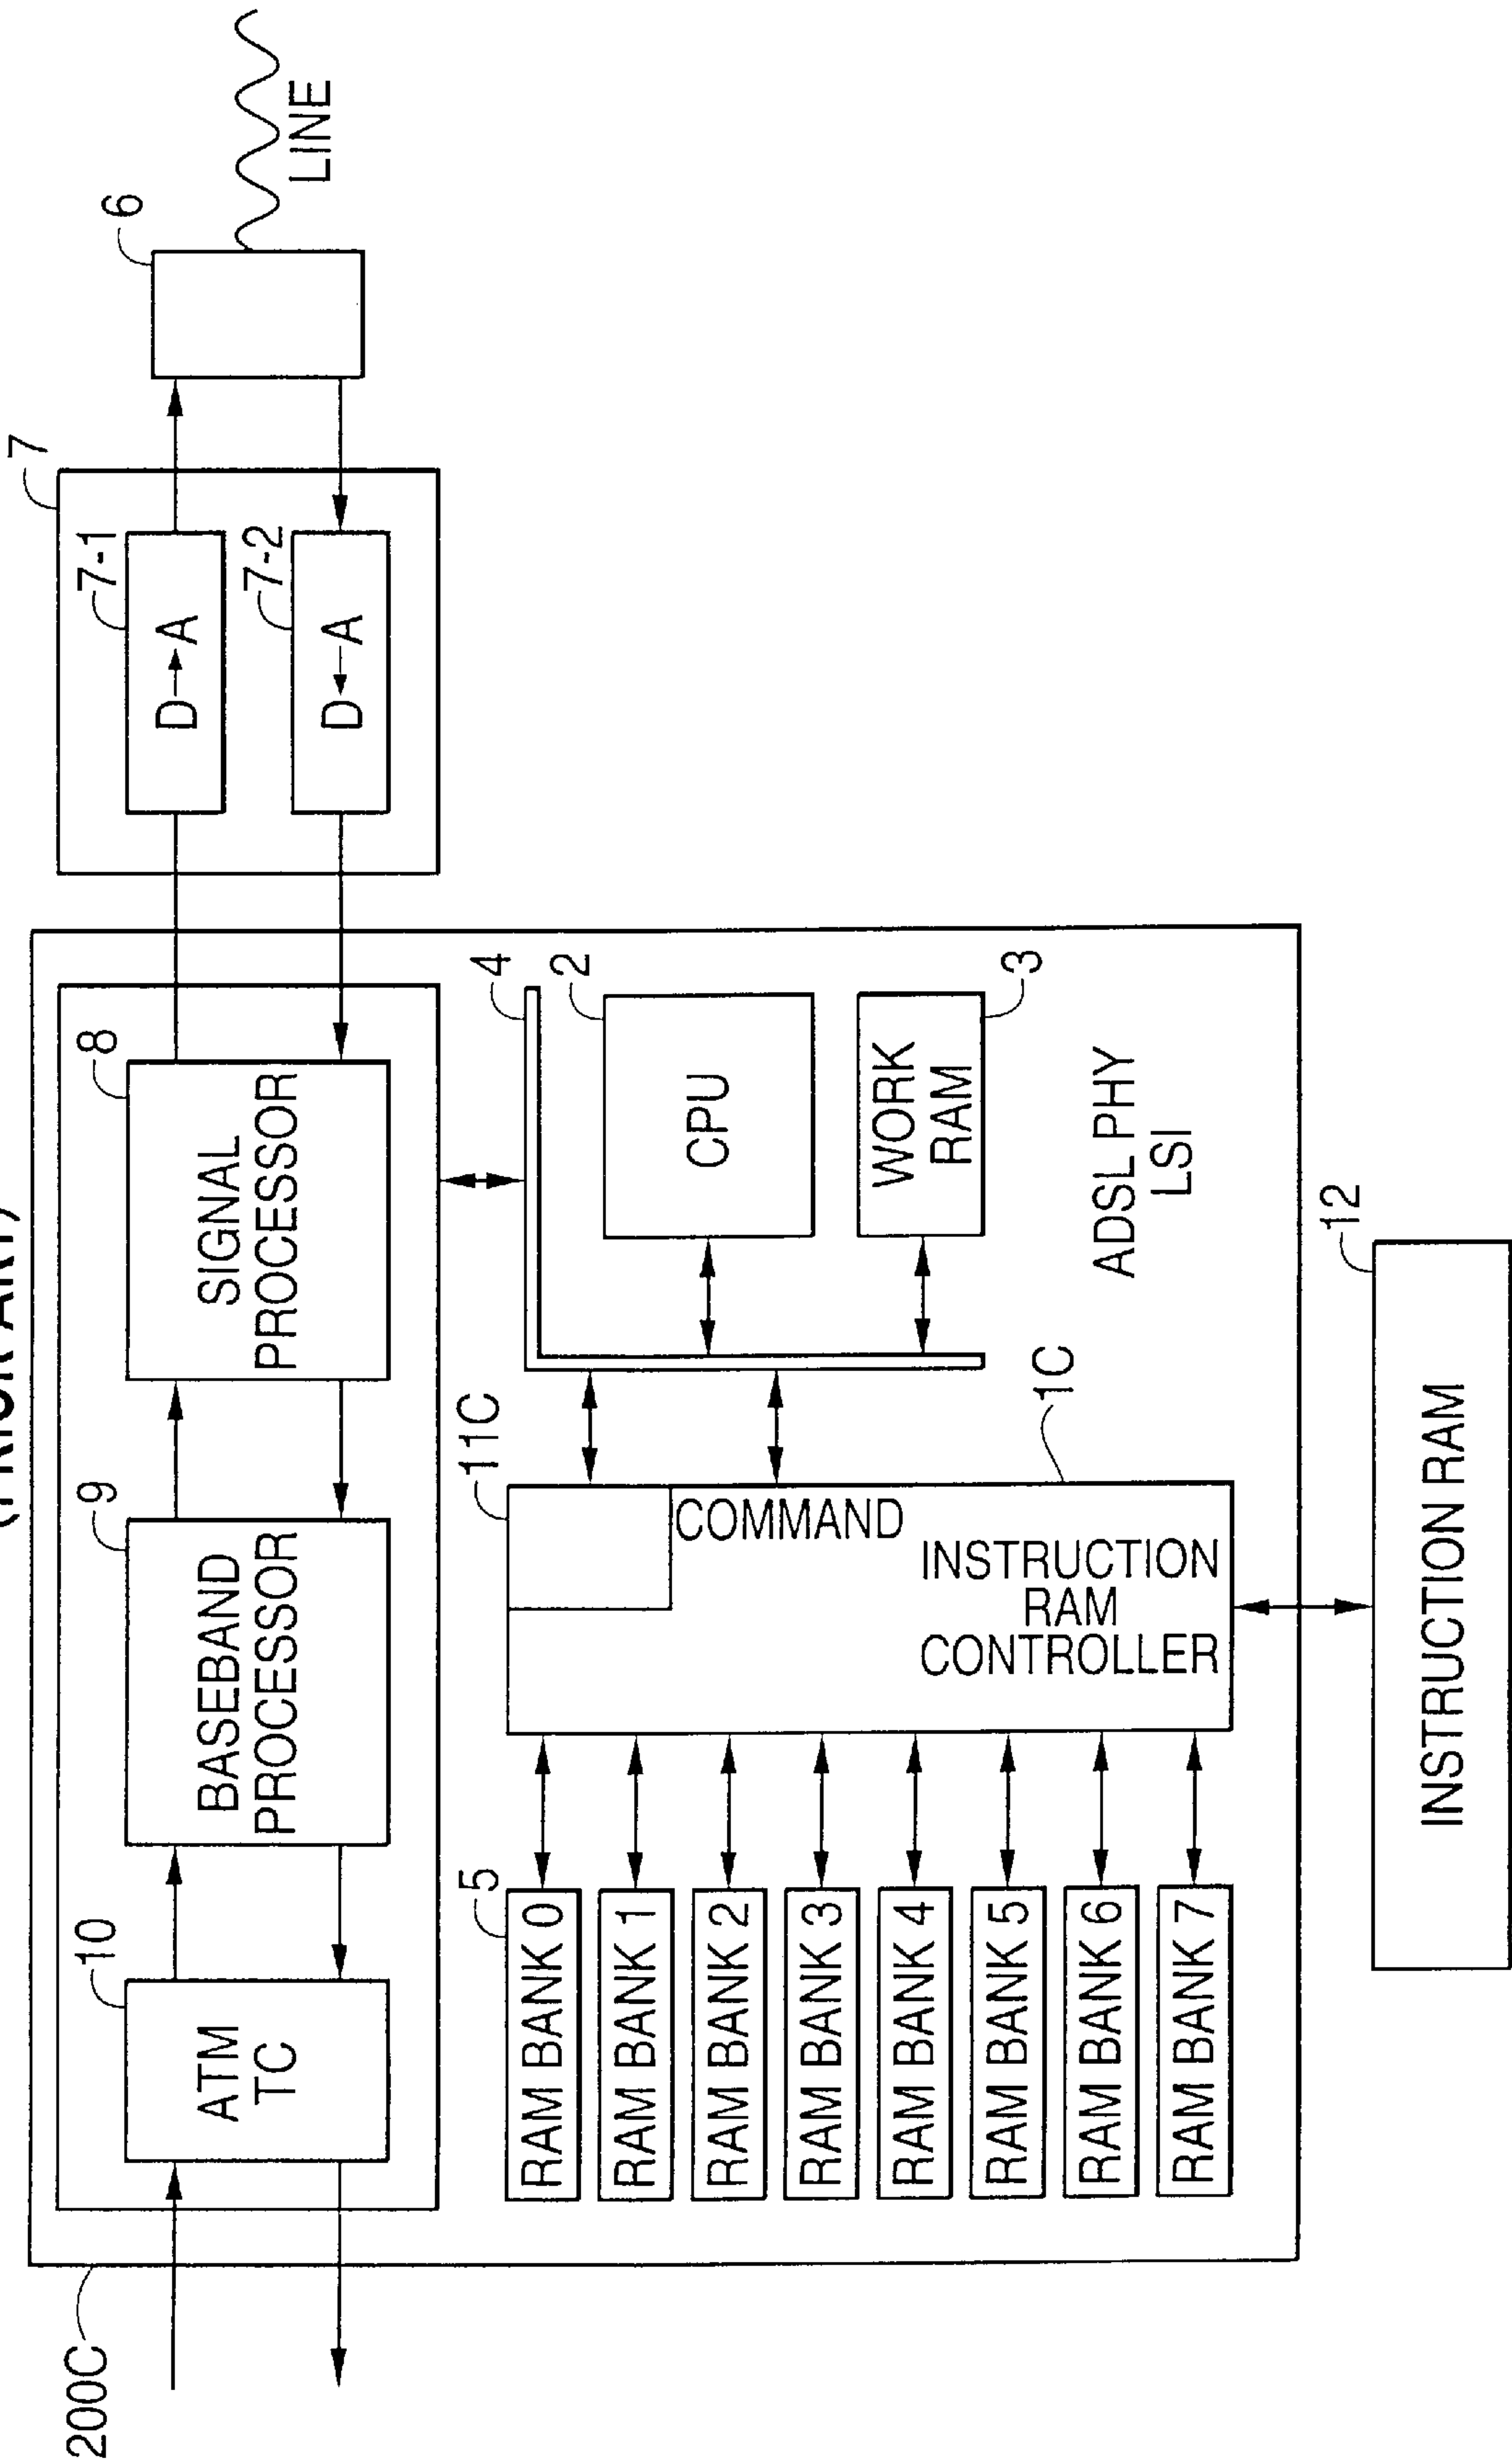 (PRIOR ART)
200C
10
ATM
TC
9
BASEBAND
PROCESSOR
8
SIGNAL
PROCESSOR
7
7-1
D→A
7-2
D←A
6
LINE
5
RAM BANK 0
RAM BANK 1
RAM BANK 2
RAM BANK 3
RAM BANK 4
RAM BANK 5
RAM BANK 6
RAM BANK 7
11C
COMMAND
INSTRUCTION
RAM
CONTROLLER
1C
4
2
CPU
3
WORK
RAM
ADSL PHY
LSI
12
INSTRUCTION RAM